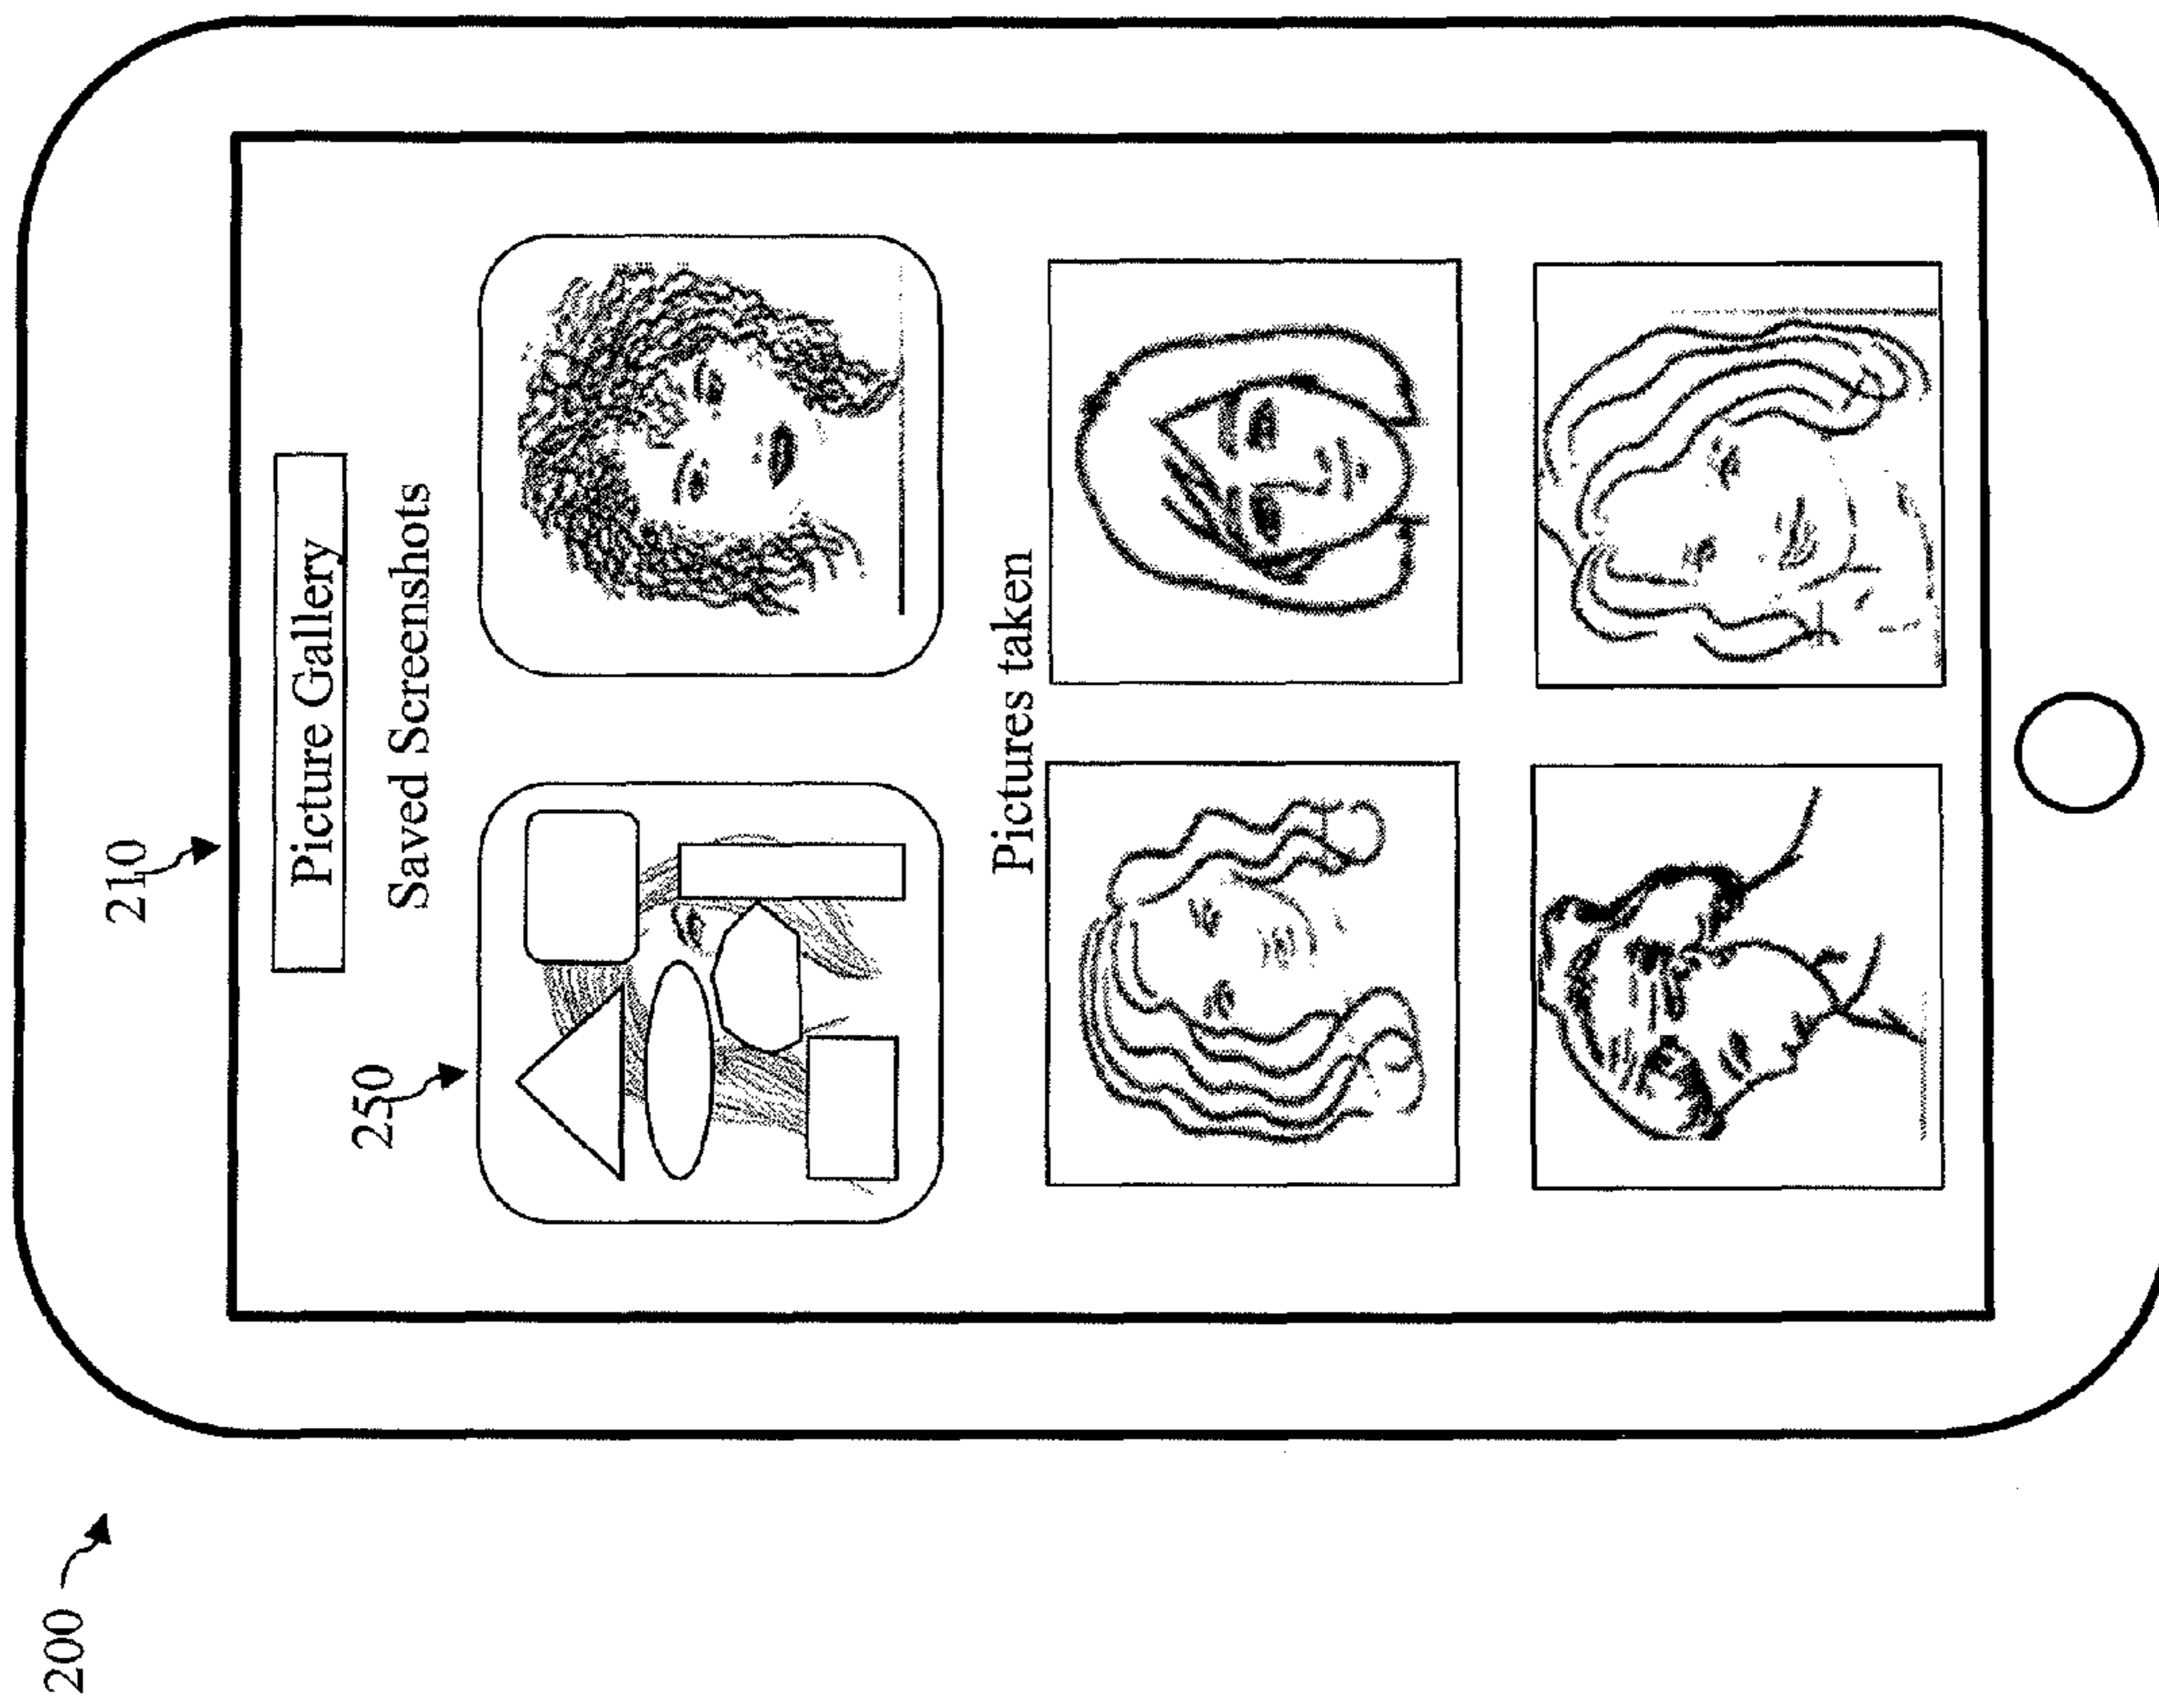 200
210
Picture Gallery
Saved Screenshots
250
Pictures taken